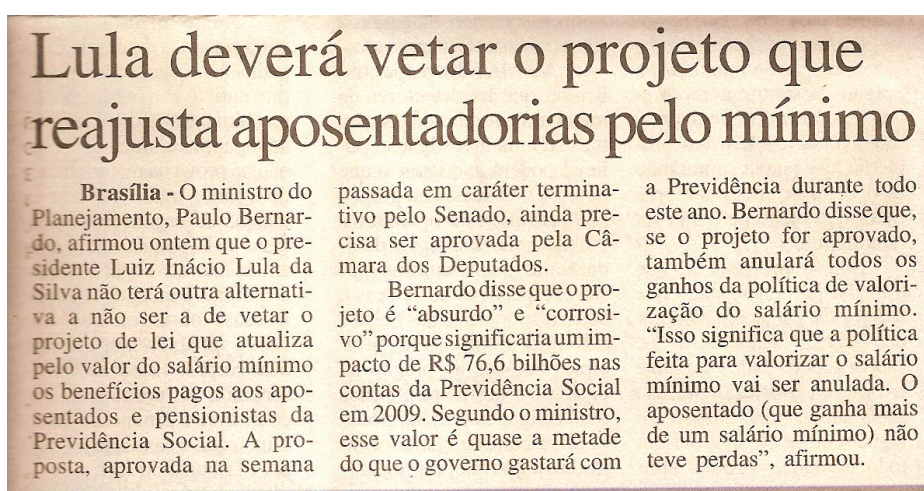 Lula deverá vetar o projeto que
reajusta aposentadorias pelo mínimo
Brasília - O ministro do
Planejamento, Paulo Bernar-
do, afirmou ontem que o pre-
sidente Luiz Inácio Lula da
Silva não terá outra alternati-
va a não ser a de vetar o
projeto de lei que atualiza
pelo valor do salário mínimo
os benefícios pagos aos apo-
sentados e pensionistas da
Previdência Social. A pro-
posta, aprovada na semana
passada em caráter termina-
tivo pelo Senado, ainda pre-
cisa ser aprovada pela Câ-
mara dos Deputados.
Bernardo disse que o pro-
jeto é “absurdo” e “corrosi-
vo” porque significaria um im-
pacto de R$ 76,6 bilhões nas
contas da Previdência Social
em 2009. Segundo o ministro,
esse valor é quase a metade
do que o governo gastará com
a Previdência durante todo
este ano. Bernardo disse que,
se o projeto for aprovado,
também anulará todos os
ganhos da política de valori-
zação do salário mínimo.
“Isso significa que a política
feita para valorizar o salário
mínimo vai ser anulada. O
aposentado (que ganha mais
de um salário mínimo) não
teve perdas”, afirmou.